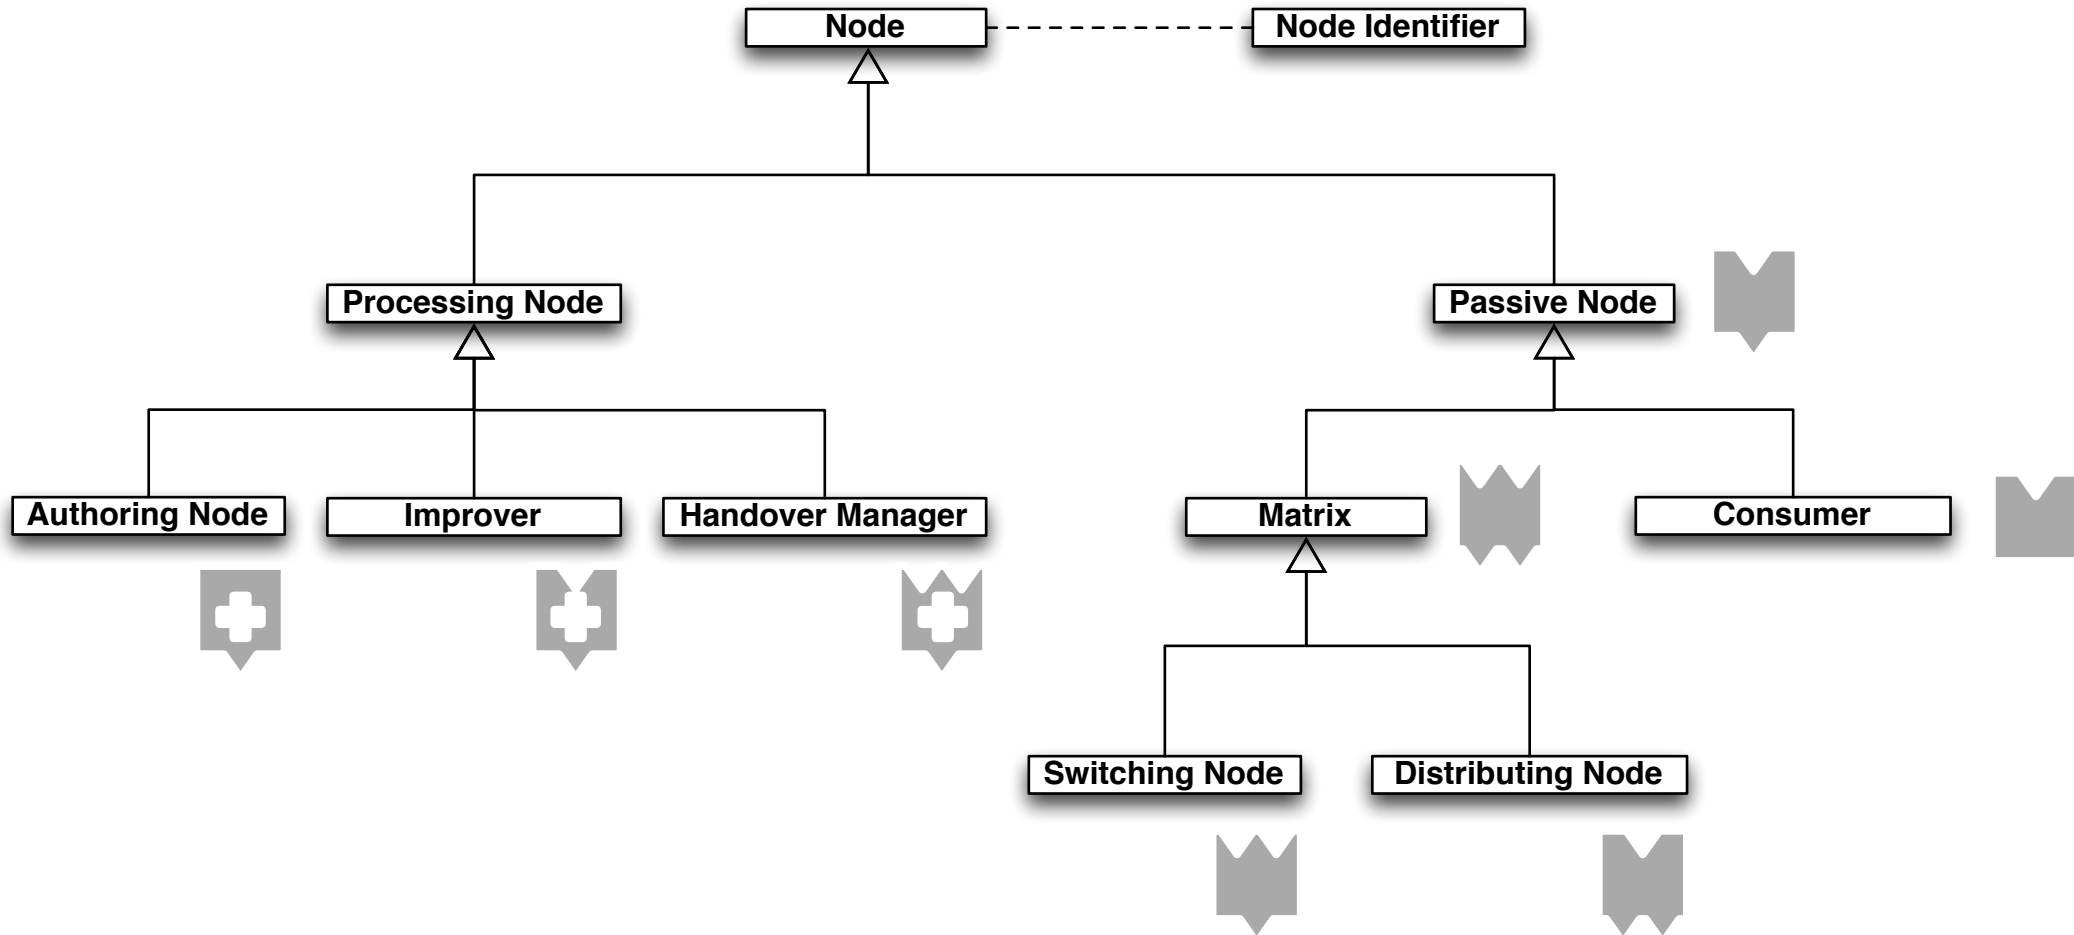 Node
Node Identifier
Processing Node
Passive Node
Authoring Node
Improver
Handover Manager
Matrix
Consumer
Switching Node
Distributing Node